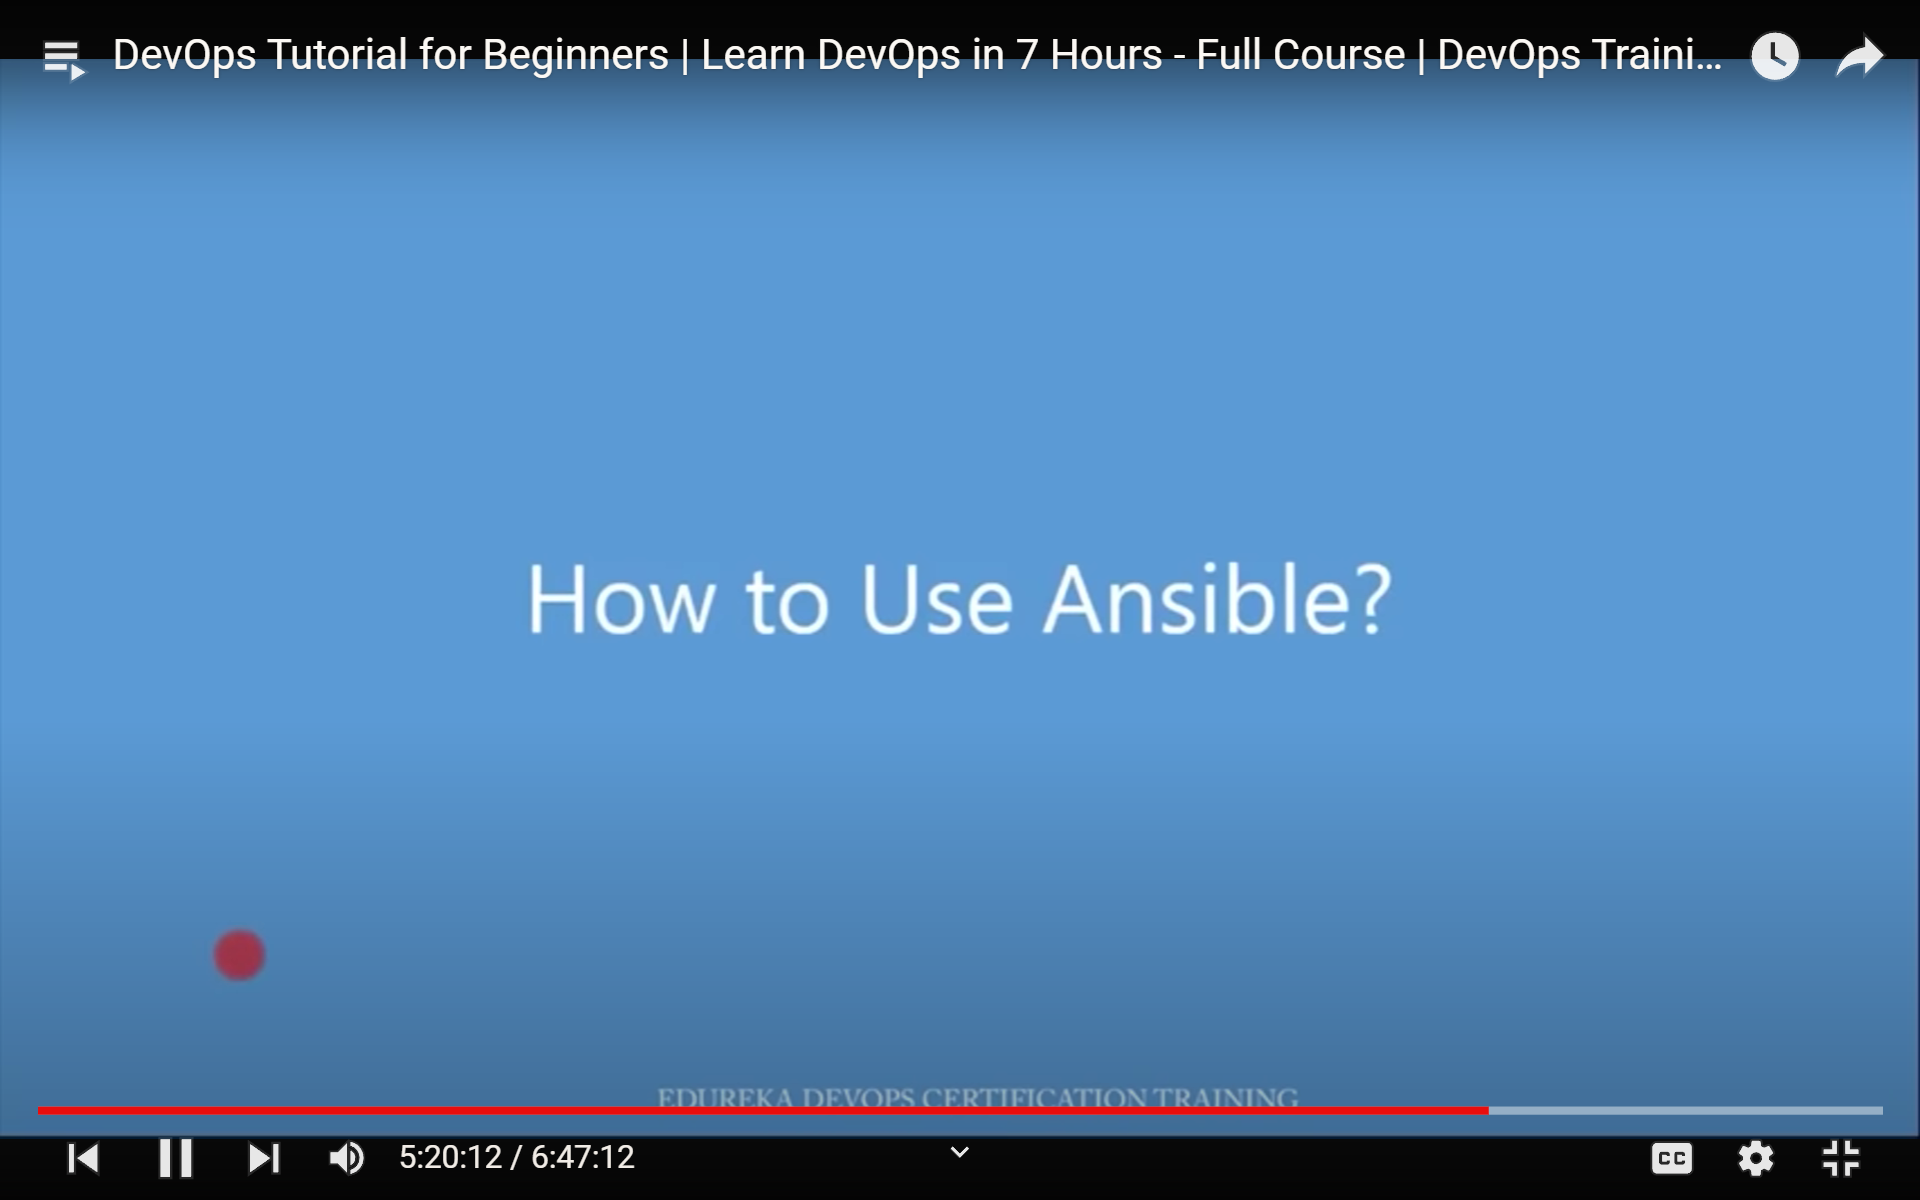 DevOps Tutorial for Beginners | Learn DevOps in 7 Hours - Full Course | DevOps Traini...
How to Use Ansible?
EDUREKA DEVOPS CERTIFICATION TRAINING
5:20:12 / 6:47:12
CC